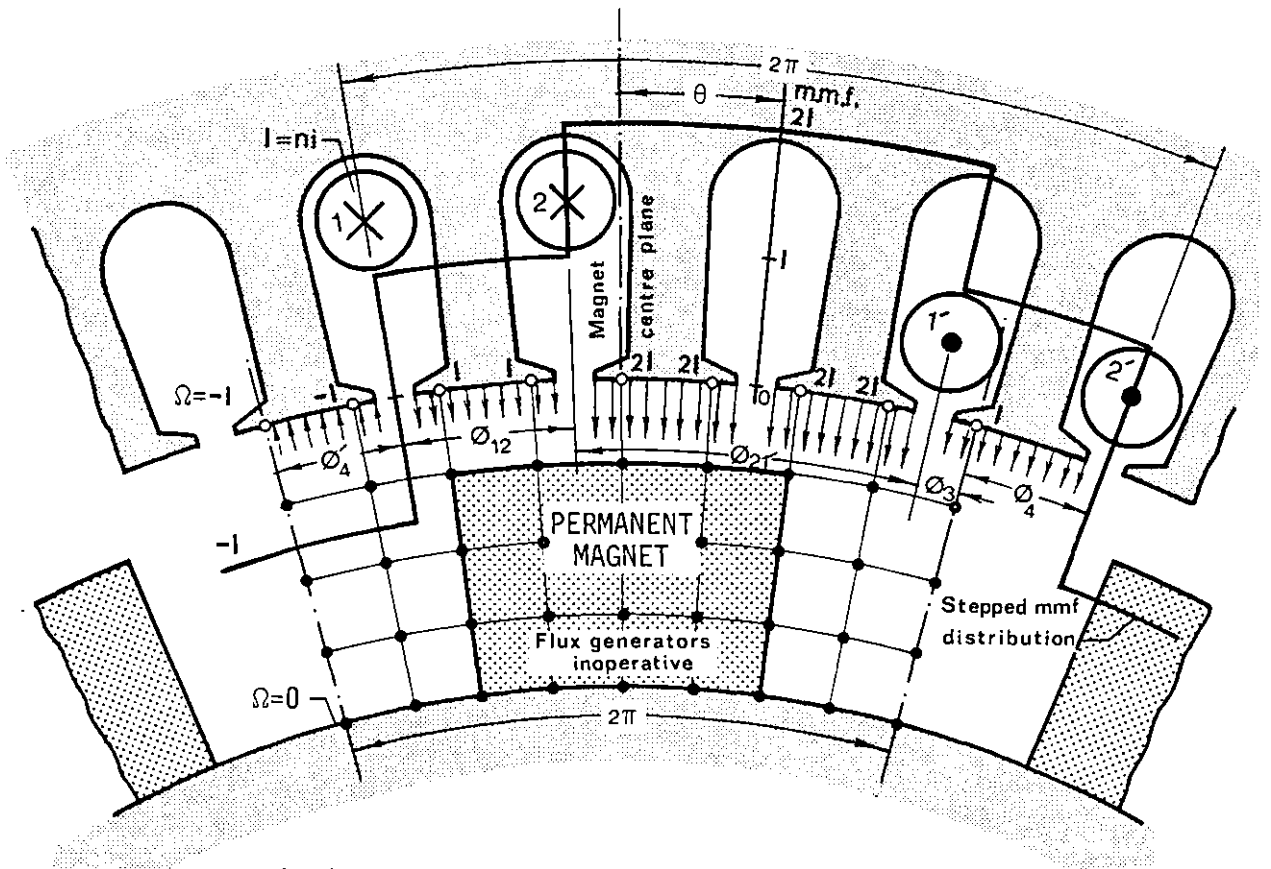 2π
θ
m.m.f.
2I
I=ni
1
2
Magnet
centre plane
I
1´
2´
Ω=-I
-I
I
I
2I
2I
0
2I
2I
I
Ø´4
Ø12
Ø21´
Ø3
Ø4
-I
PERMANENT
MAGNET
Flux generators
inoperative
Stepped mmf
distribution
Ω=0
2π